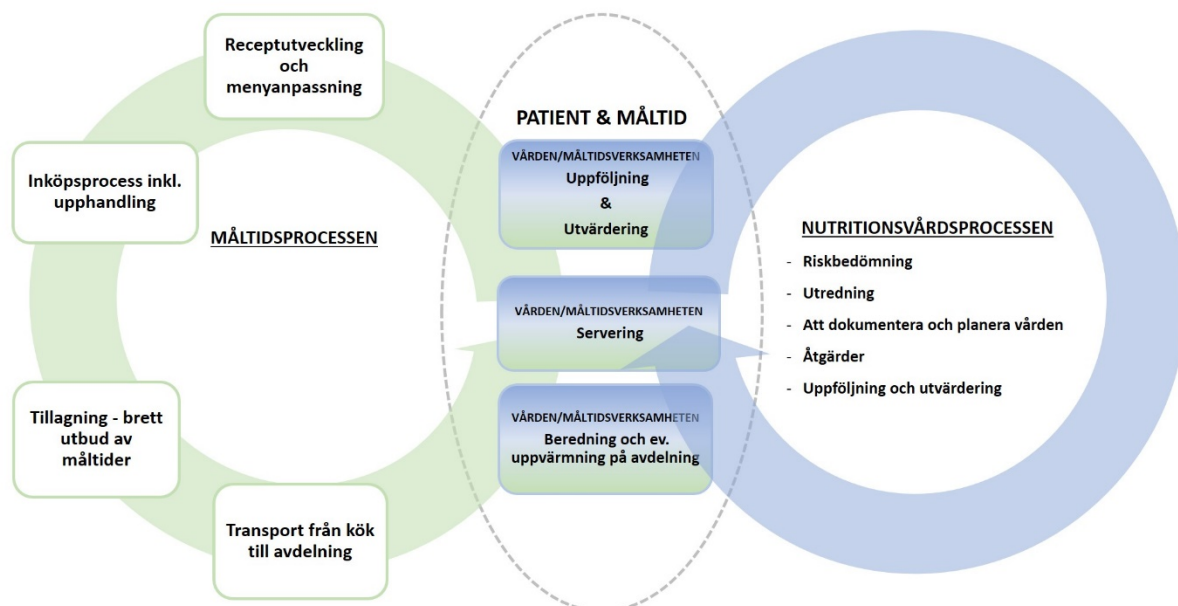 Receptutveckling
och
menyanpassning
Inköpsprocess inkl.
upphandling
MÅLTIDSPROCESSEN
Tillagning - brett
utbud av
måltider
Transport från kök
till avdelning
PATIENT & MÅLTID
VÅRDEN/MÅLTIDSVERKSAMHETEN
Uppföljning
&
Utvärdering
VÅRDEN/MÅLTIDSVERKSAMHETEN
Servering
VÅRDEN/MÅLTIDSVERKSAMHETEN
Beredning och ev.
uppvärmning på avdelning
NUTRITIONSVÅRDSPROCESSEN
- Riskbedömning
- Utredning
- Att dokumentera och planera vården
- Åtgärder
- Uppföljning och utvärdering